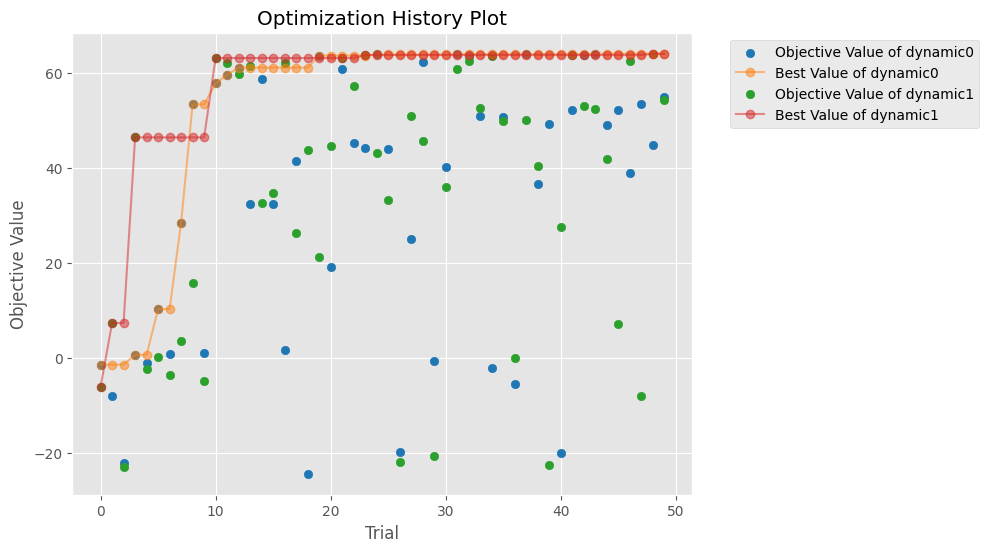 Optimization History Plot
Objective Value
60
40
20
0
−20
0
10
20
30
40
50
Trial
Objective Value of dynamic0
Best Value of dynamic0
Objective Value of dynamic1
Best Value of dynamic1